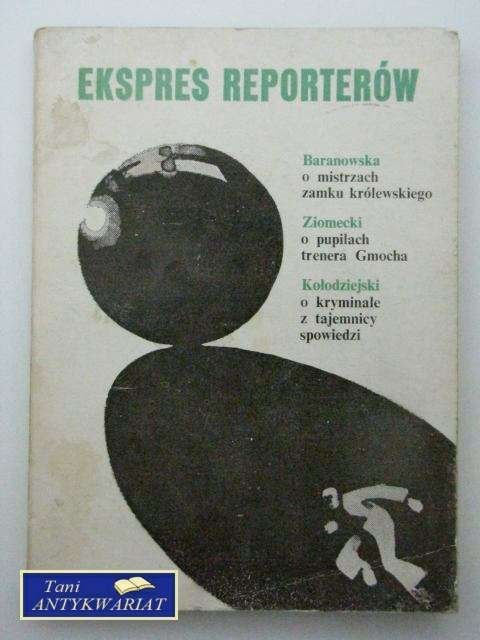 EKSPRES REPORTERÓW
Baranowska
o mistrzach
zamku królewskiego
Ziomecki
o pupilach
trenera Gmocha
Kołodziejski
o kryminale
z tajemnicy
spowiedzi
Tani
ANTYKWARIAT